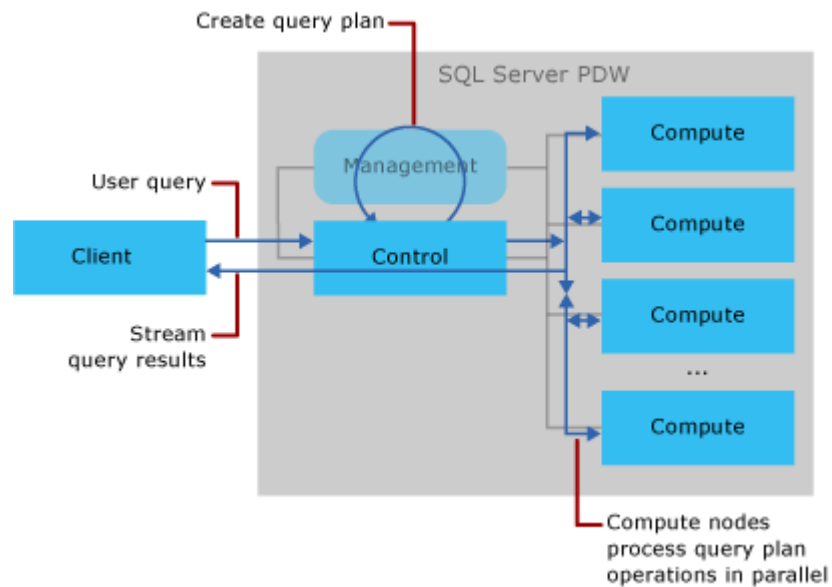 Create query plan
SQL Server PDW
Compute
Management
User query
Compute
Client
Control
Compute
Stream
query results
...
Compute
Compute nodes
process query plan
operations in parallel